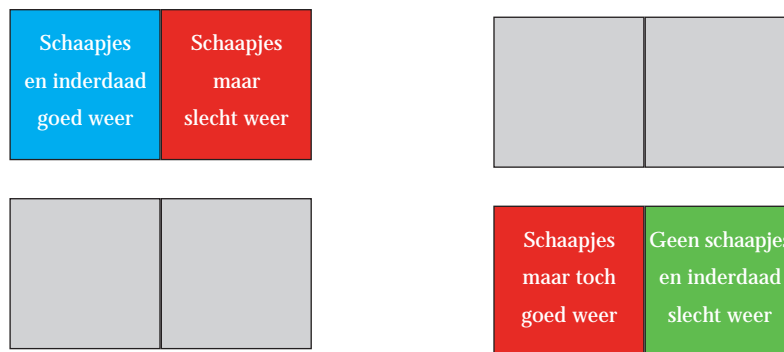 Schaapjes
en inderdaad
goed weer
Schaapjes
maar
slecht weer
Schaapjes
maar toch
goed weer
Geen schaapjes
en inderdaad
slecht weer